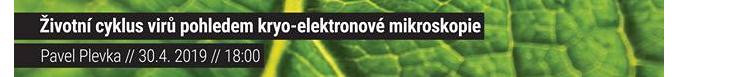 Životní cyklus virů pohledem kryo-elektronové mikroskopie
Pavel Plevka // 30.4. 2019 // 18:00